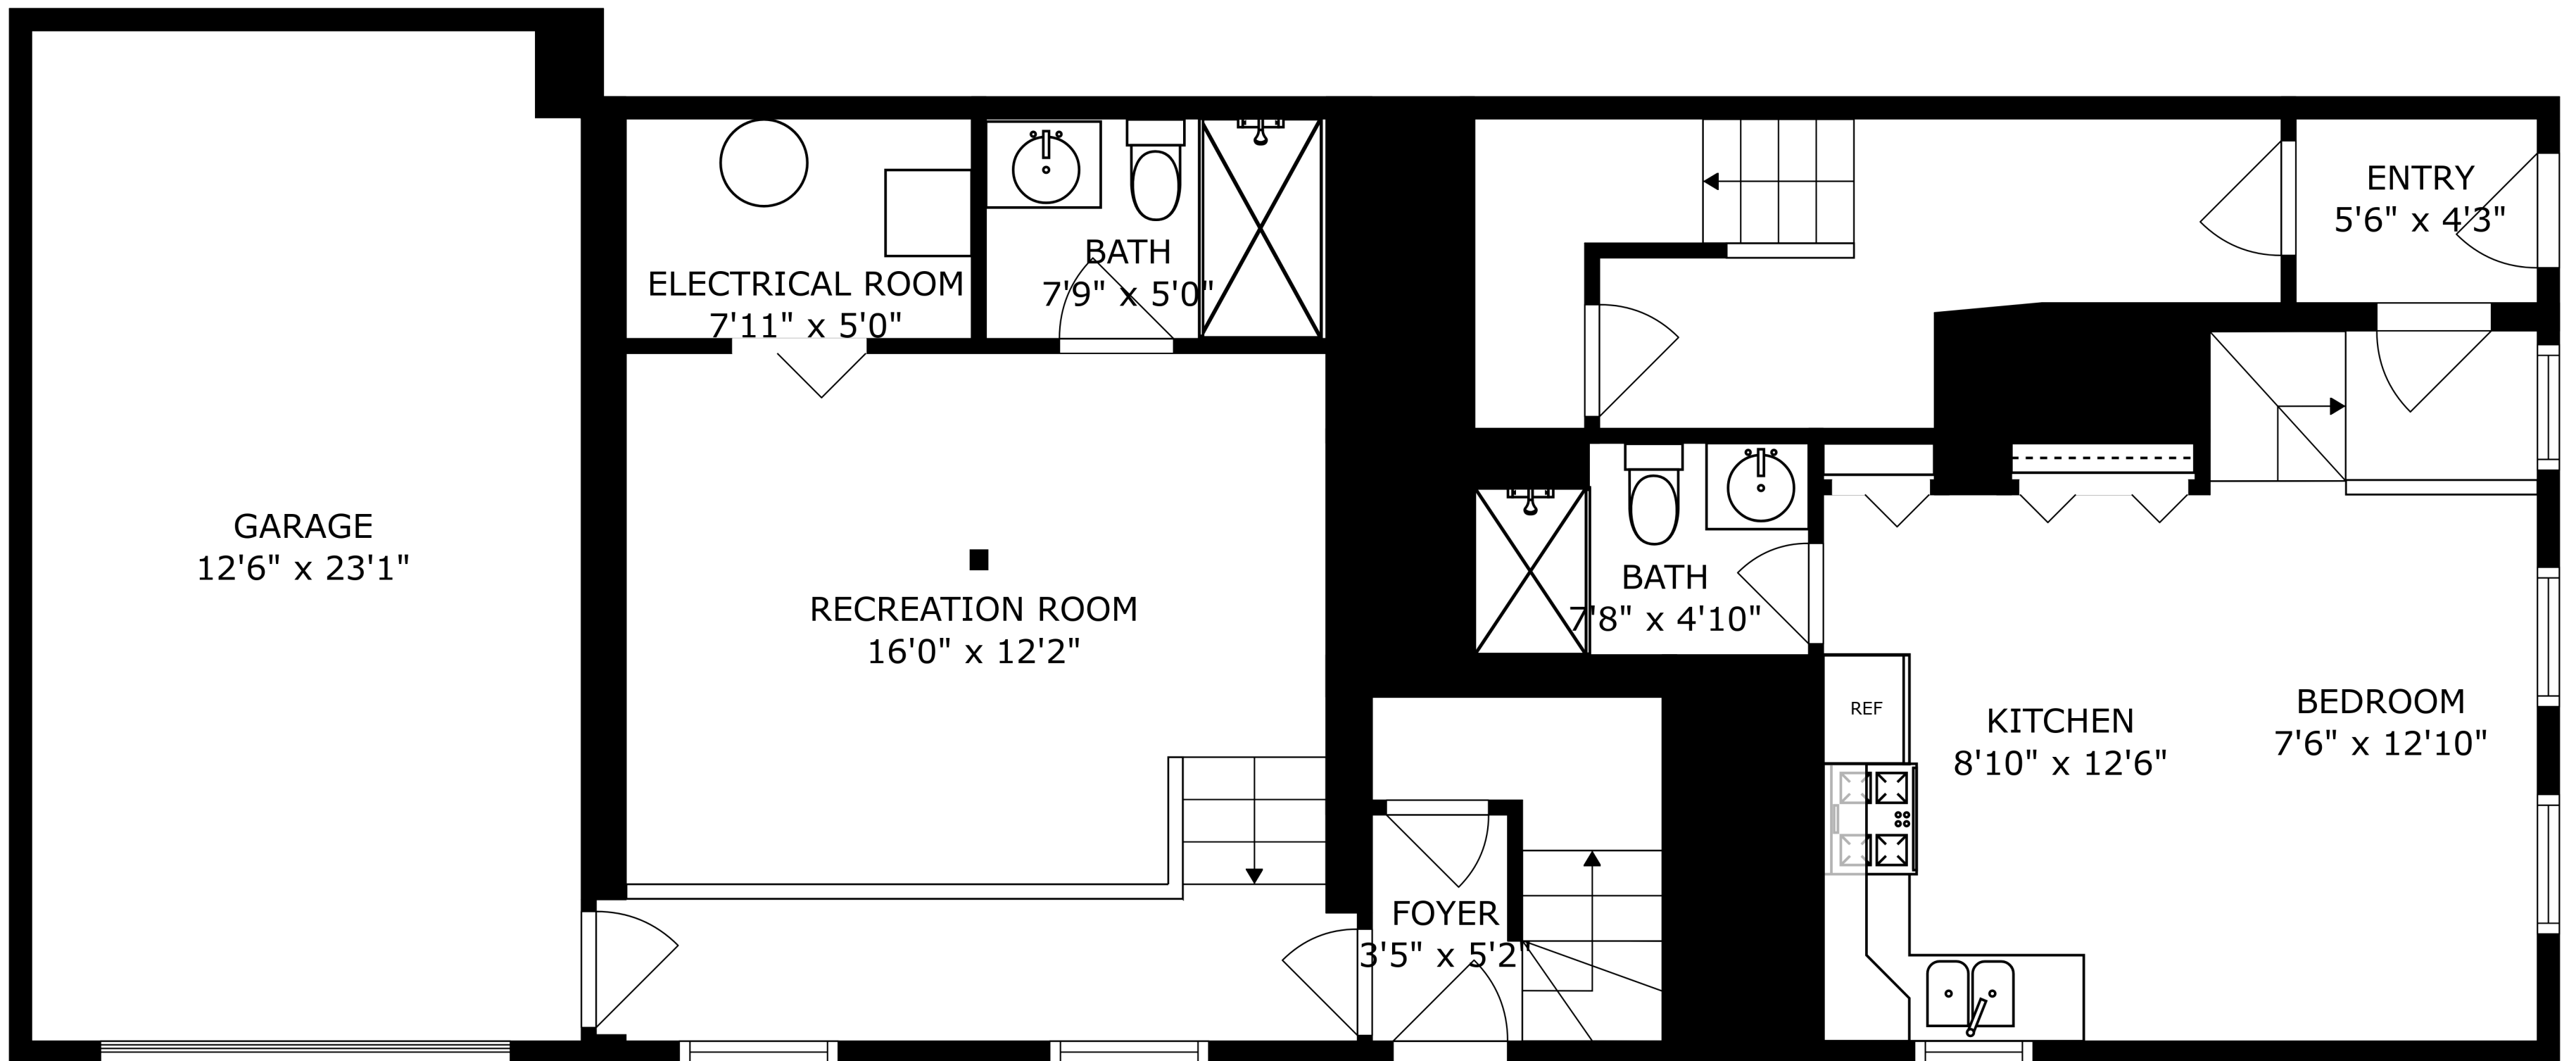 ENTRY
5'6" x 4'3"
BATH
7'9" x 5'0"
ELECTRICAL ROOM
7'11" x 5'0"
GARAGE
12'6" x 23'1"
RECREATION ROOM
16'0" x 12'2"
BATH
7'8" x 4'10"
REF
KITCHEN
8'10" x 12'6"
BEDROOM
7'6" x 12'10"
FOYER
3'5" x 5'2"